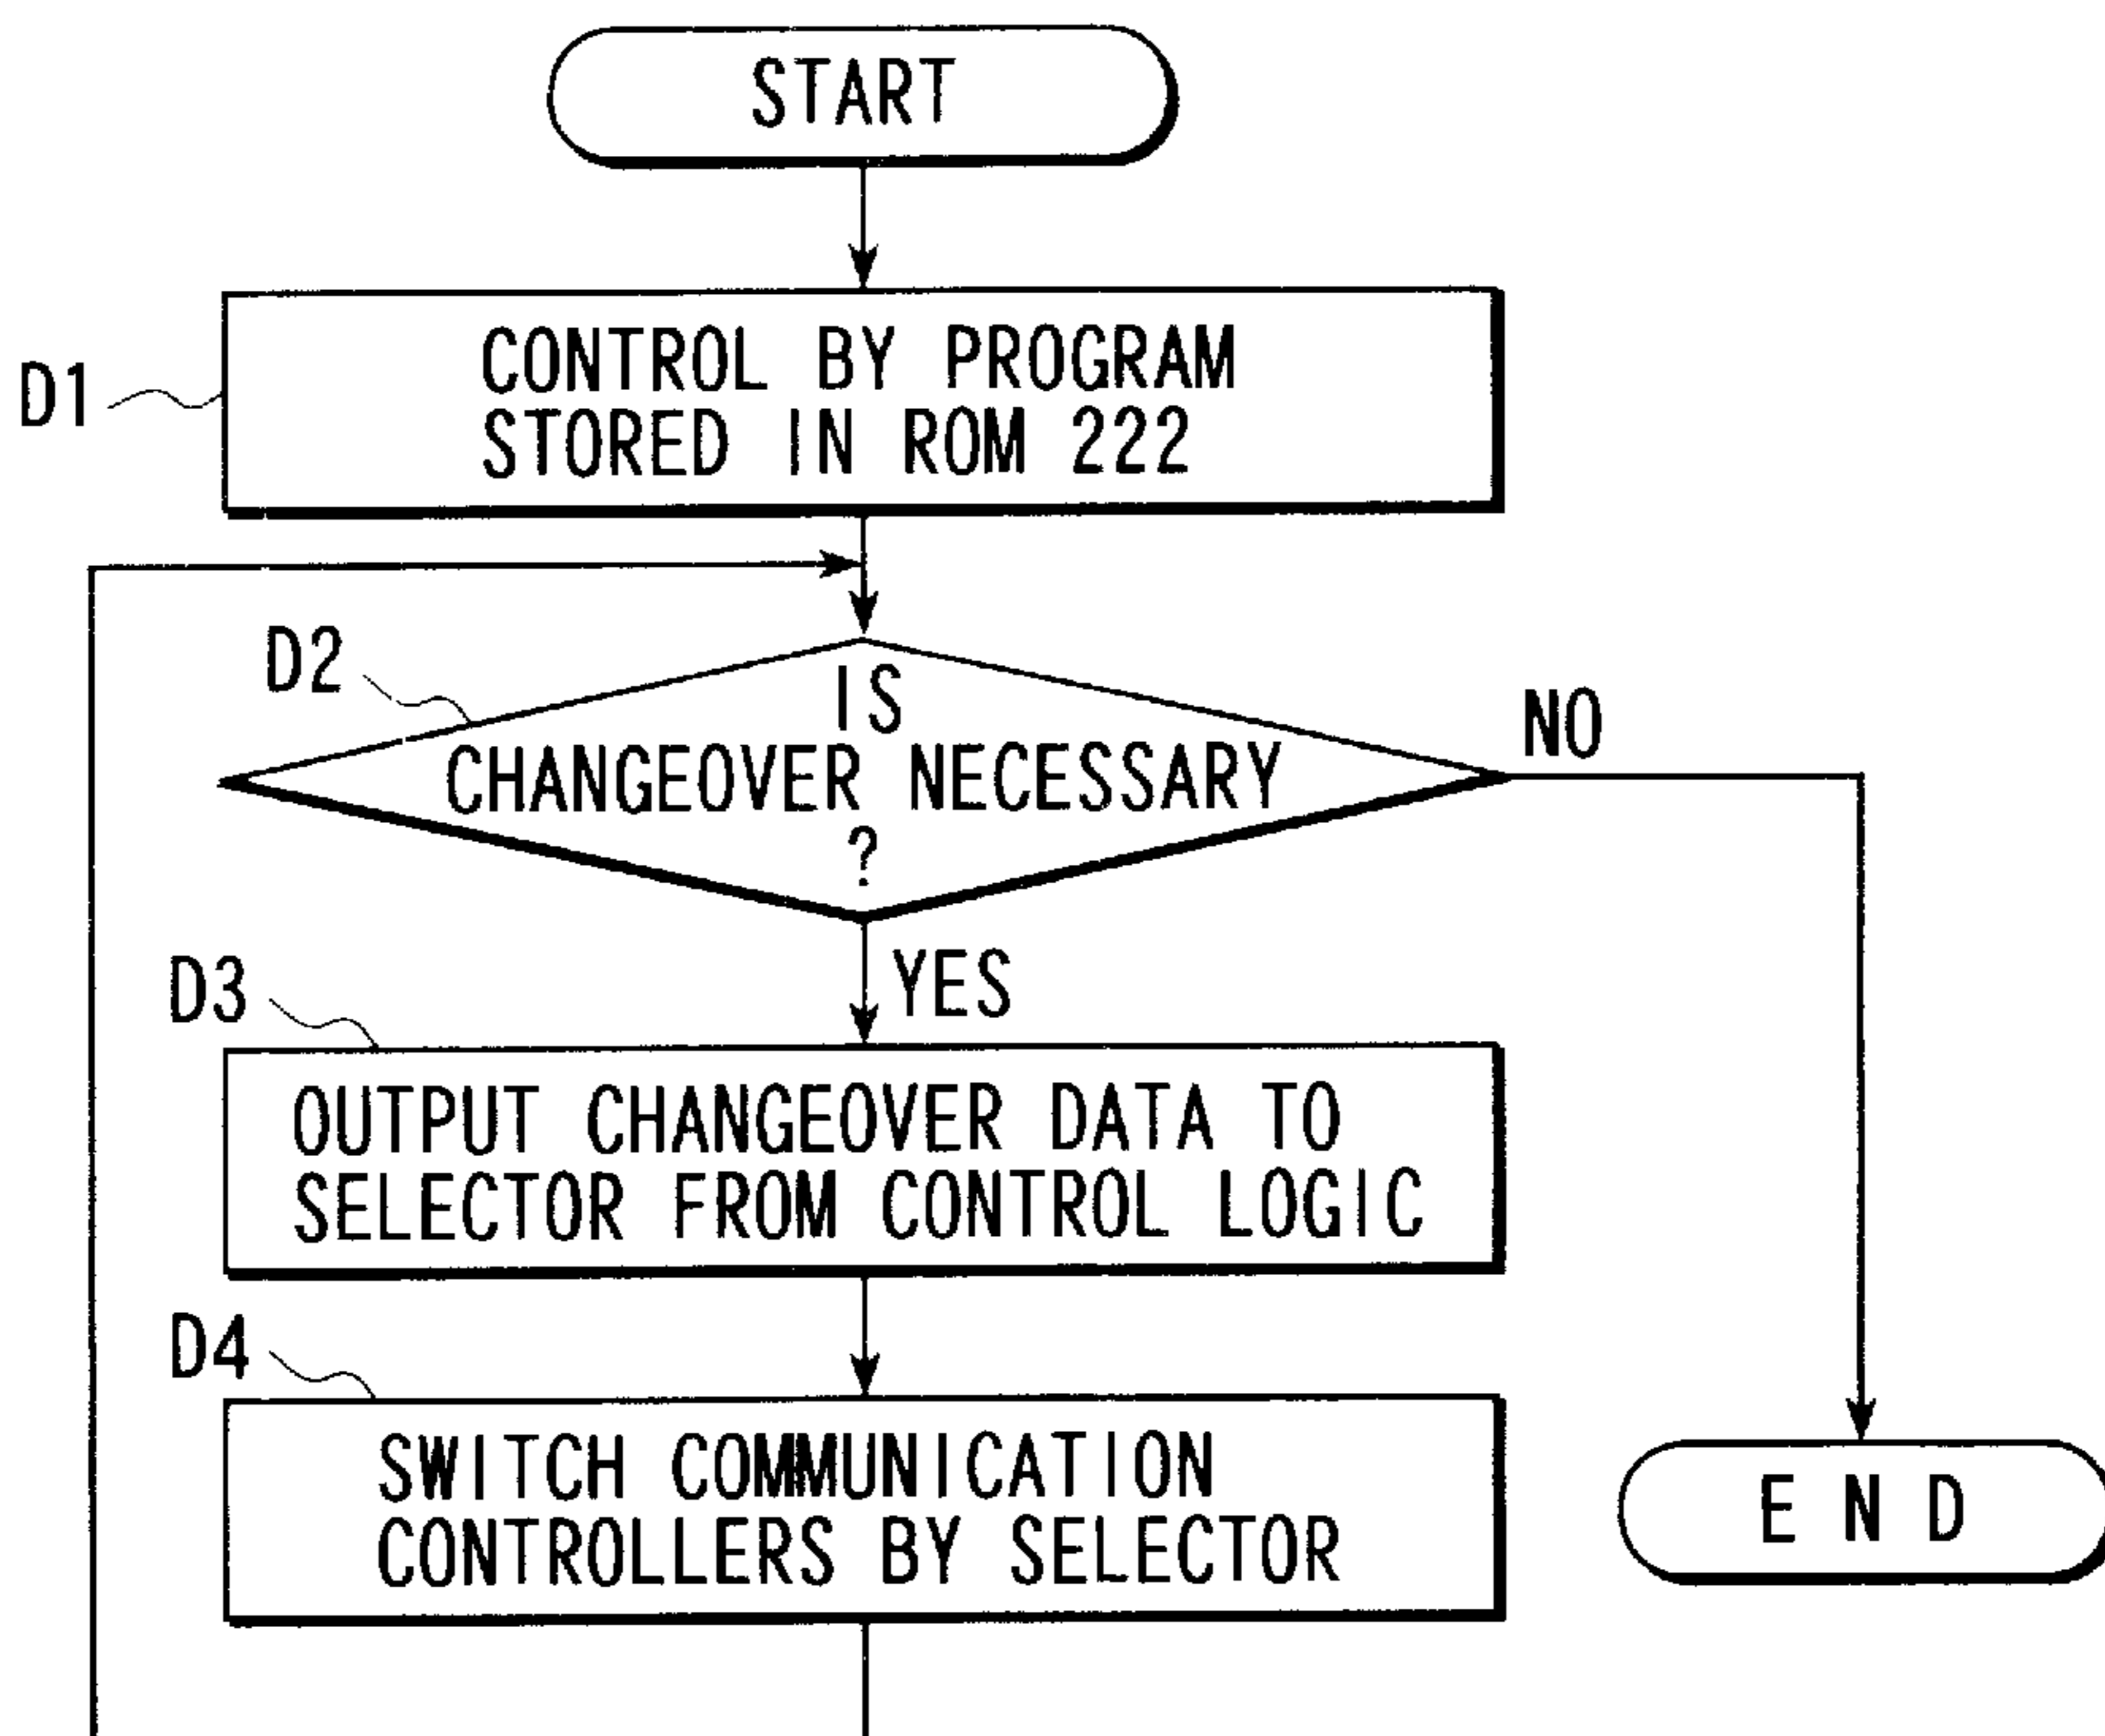 START
D1
CONTROL BY PROGRAM
STORED IN ROM 222
D2
IS
CHANGEOVER NECESSARY
?
NO
YES
D3
OUTPUT CHANGEOVER DATA TO
SELECTOR FROM CONTROL LOGIC
D4
SWITCH COMMUNICATION
CONTROLLERS BY SELECTOR
END